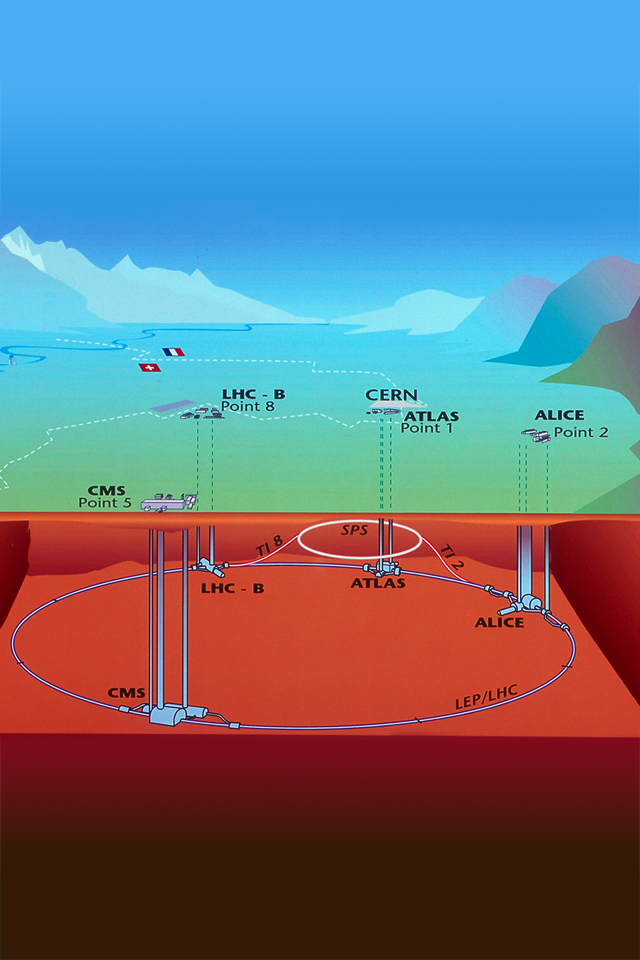 LHC - B
Point 8
CERN
ATLAS
Point 1
ALICE
Point 2
CMS
Point 5
SPS
TI 8
TI 2
LHC - B
ATLAS
ALICE
CMS
LEP/LHC